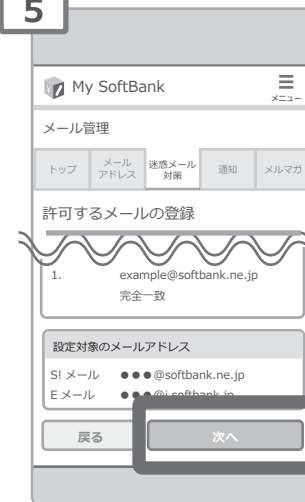 5
My SoftBank
メニュー
メール管理
トップ
メール
アドレス
迷惑メール
対策
通知
メルマガ
許可するメールの登録
1. example@softbank.ne.jp
完全一致
設定対象のメールアドレス
S! メール ●●●@softbank.ne.jp
E メール ●●●@i.softbank.jp
戻る
次へ